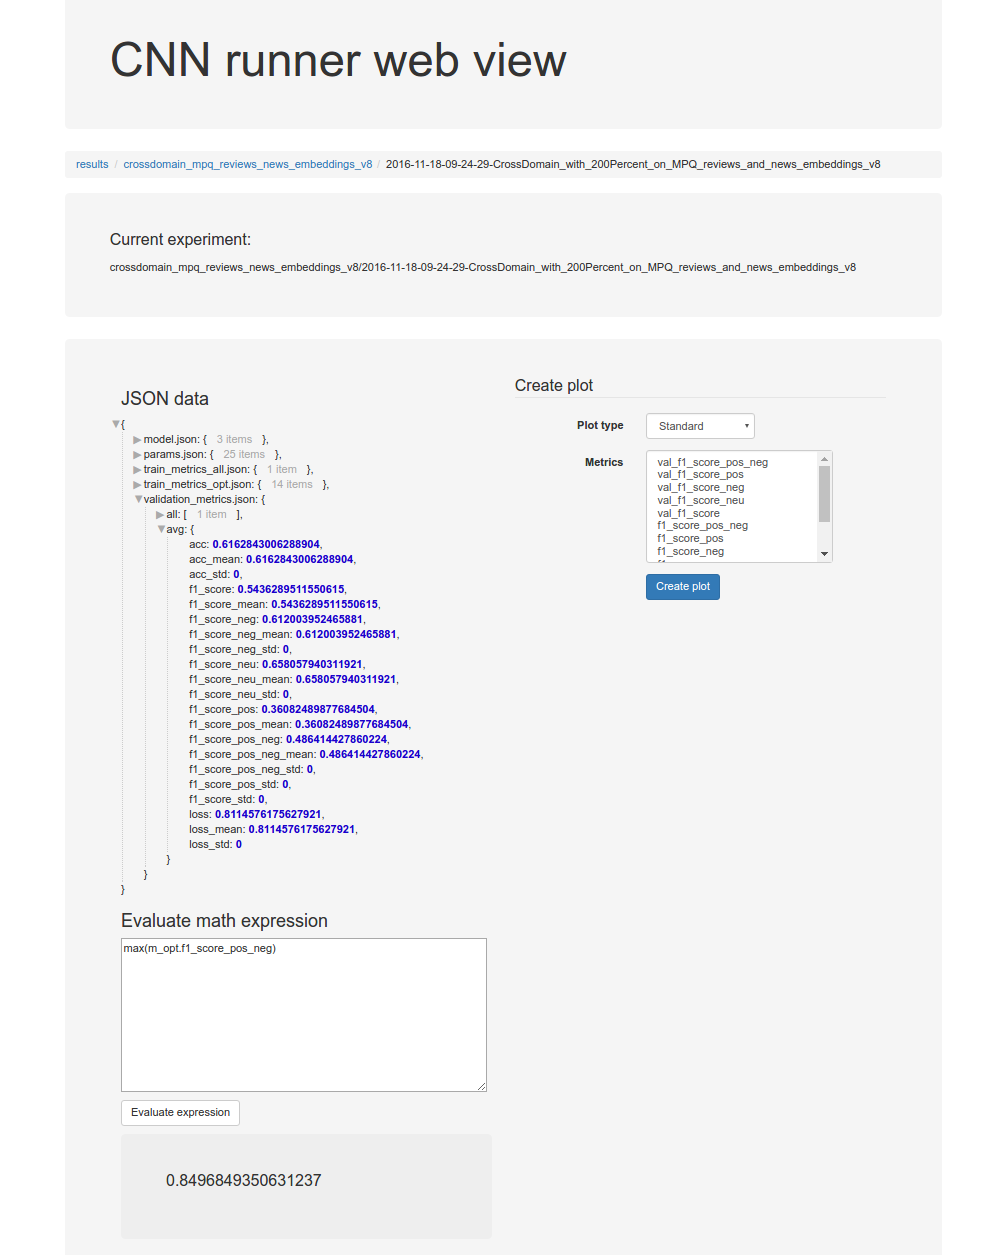 CNN runner web view
results / crossdomain_mpq_reviews_news_embeddings_v8 / 2016-11-18-09-24-29-CrossDomain_with_200Percent_on_MPQ_reviews_and_news_embeddings_v8
Current experiment:
crossdomain_mpq_reviews_news_embeddings_v8/2016-11-18-09-24-29-CrossDomain_with_200Percent_on_MPQ_reviews_and_news_embeddings_v8
JSON data
{
model.json: { 3 items },
params.json: { 25 items },
train_metrics_all.json: { 1 item },
train_metrics_opt.json: { 14 items },
validation_metrics.json: {
all: [ 1 item ],
avg: {
acc: 0.6162843006288904,
acc_mean: 0.6162843006288904,
acc_std: 0,
f1_score: 0.5436289511550615,
f1_score_mean: 0.5436289511550615,
f1_score_neg: 0.612003952465881,
f1_score_neg_mean: 0.612003952465881,
f1_score_neg_std: 0,
f1_score_neu: 0.658057940311921,
f1_score_neu_mean: 0.658057940311921,
f1_score_neu_std: 0,
f1_score_pos: 0.36082489877684504,
f1_score_pos_mean: 0.36082489877684504,
f1_score_pos_neg: 0.486414427860224,
f1_score_pos_neg_mean: 0.486414427860224,
f1_score_pos_neg_std: 0,
f1_score_pos_std: 0,
f1_score_std: 0,
loss: 0.8114576175627921,
loss_mean: 0.8114576175627921,
loss_std: 0
}
}
}
Evaluate math expression
max(m_opt.f1_score_pos_neg)
Evaluate expression
0.8496849350631237
Create plot
Plot type Standard
Metrics
val_f1_score_pos_neg
val_f1_score_pos
val_f1_score_neg
val_f1_score_neu
val_f1_score
f1_score_pos_neg
f1_score_pos
f1_score_neg
Create plot